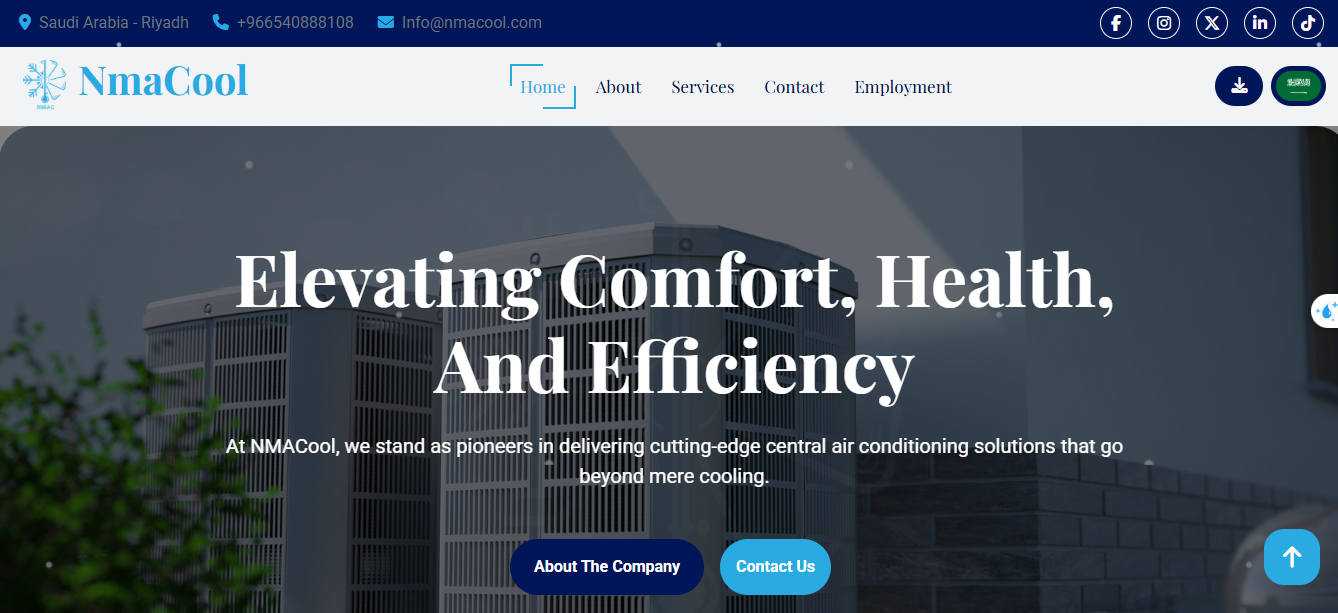 Saudi Arabia - Riyadh +966540888108 Info@nmacool.com
NmaCool
Home About Services Contact Employment
Elevating Comfort, Health,
And Efficiency
At NMACool, we stand as pioneers in delivering cutting-edge central air conditioning solutions that go
beyond mere cooling.
About The Company Contact Us